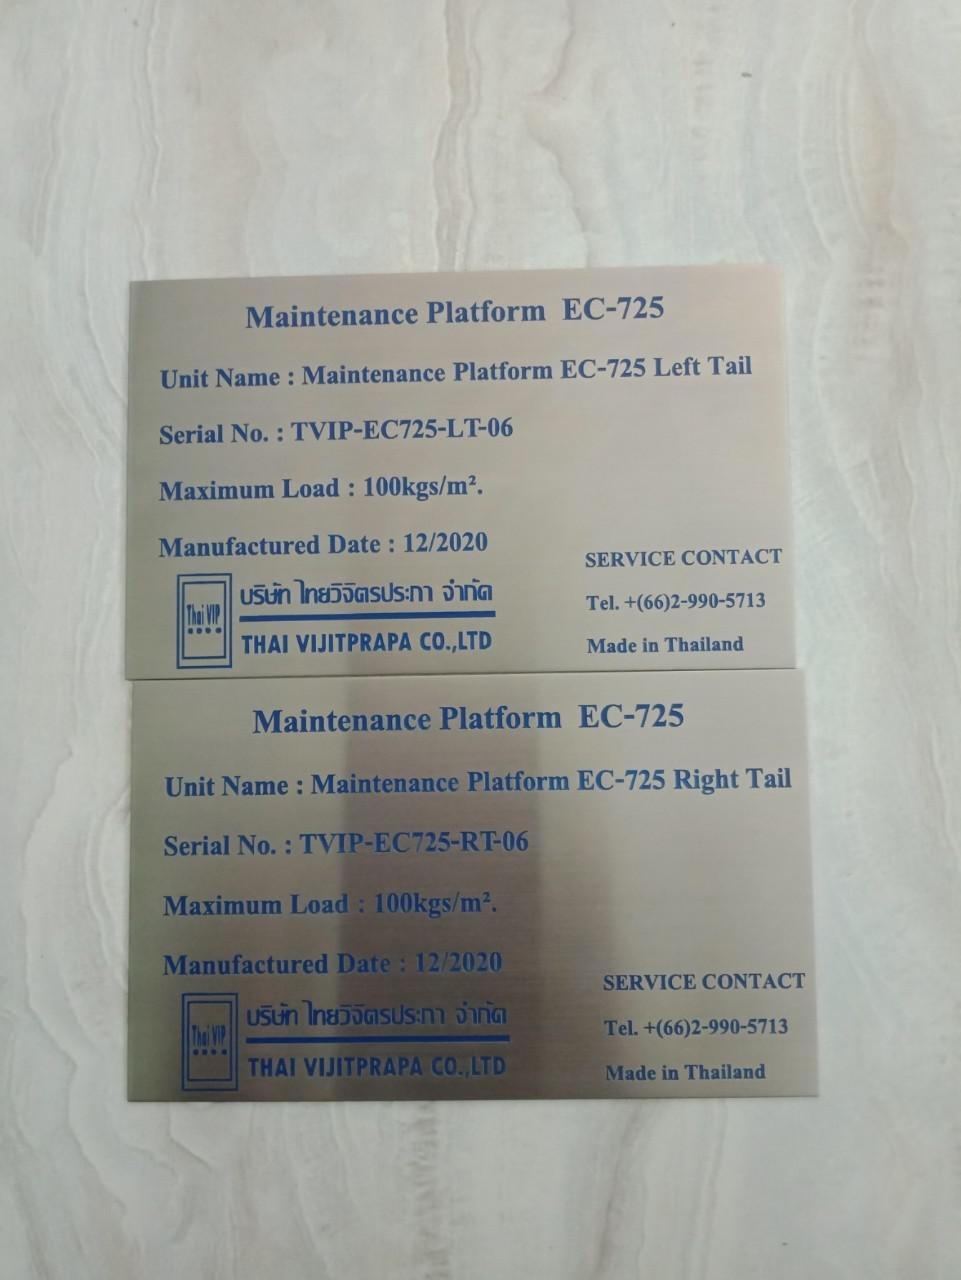 Maintenance Platform EC-725
Unit Name : Maintenance Platform EC-725 Left Tail
Serial No. : TVIP-EC725-LT-06
Maximum Load : 100kgs/m².
Manufactured Date : 12/2020
Thai VIP
บริษัท ไทยวิจิตรประภา จำกัด
THAI VIJITPRAPA CO.,LTD
SERVICE CONTACT
Tel. +(66)2-990-5713
Made in Thailand
Maintenance Platform EC-725
Unit Name : Maintenance Platform EC-725 Right Tail
Serial No. : TVIP-EC725-RT-06
Maximum Load : 100kgs/m².
Manufactured Date : 12/2020
Thai VIP
บริษัท ไทยวิจิตรประภา จำกัด
THAI VIJITPRAPA CO.,LTD
SERVICE CONTACT
Tel. +(66)2-990-5713
Made in Thailand